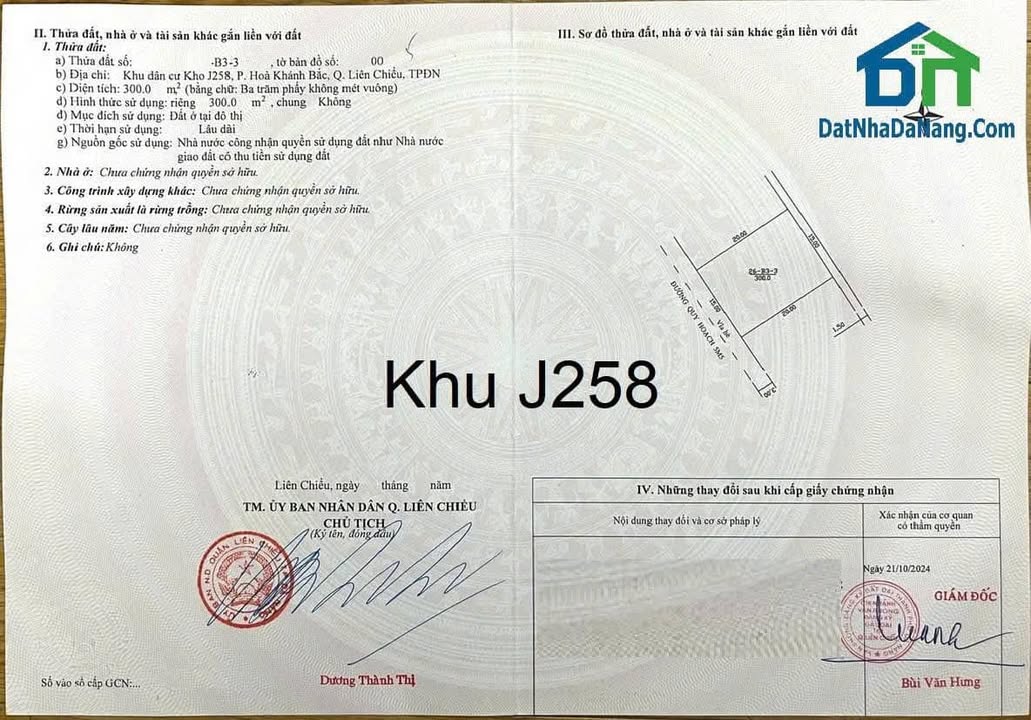 II. Thửa đất, nhà ở và tài sản khác gắn liền với đất
1. Thửa đất:
a) Thửa đất số: -B3-3 , tờ bản đồ số: 00
b) Địa chỉ: Khu dân cư Kho J258, P. Hoà Khánh Bắc, Q. Liên Chiểu, TPĐN
c) Diện tích: 300.0 m² (bằng chữ: Ba trăm phẩy không mét vuông)
d) Hình thức sử dụng: riêng 300.0 m² , chung Không
đ) Mục đích sử dụng: Đất ở tại đô thị
e) Thời hạn sử dụng: Lâu dài
g) Nguồn gốc sử dụng: Nhà nước công nhận quyền sử dụng đất như Nhà nước
giao đất có thu tiền sử dụng đất
2. Nhà ở: Chưa chứng nhận quyền sở hữu.
3. Công trình xây dựng khác: Chưa chứng nhận quyền sở hữu.
4. Rừng sản xuất là rừng trồng: Chưa chứng nhận quyền sở hữu.
5. Cây lâu năm: Chưa chứng nhận quyền sở hữu.
6. Ghi chú: Không
III. Sơ đồ thửa đất, nhà ở và tài sản khác gắn liền với đất
DatNhaDaNang.Com
20.00
15.00
26-B3-3
300.0
15.00
Vỉa hè
20.00
ĐƯỜNG QUY HOẠCH 5M5
1.50
3.00
Khu J258
Liên Chiểu, ngày tháng năm
TM. ỦY BAN NHÂN DÂN Q. LIÊN CHIỂU
CHỦ TỊCH
(Ký tên, đóng dấu)
Dương Thành Thị
Số vào sổ cấp GCN:...
IV. Những thay đổi sau khi cấp giấy chứng nhận
Nội dung thay đổi và cơ sở pháp lý
Xác nhận của cơ quan
có thẩm quyền
Ngày 21/10/2024
GIÁM ĐỐC
Bùi Văn Hưng